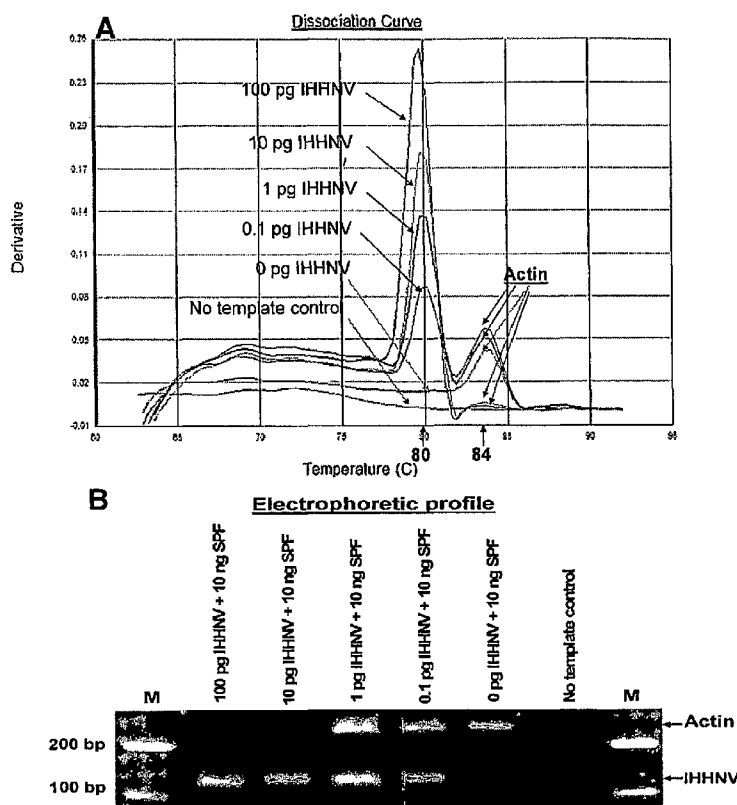 A
Dissociation Curve
0.26
0.23
0.20
0.17
0.14
0.11
0.08
0.05
0.02
-0.01
Derivative
100 pg IHHNV
10 pg IHHNV
1 pg IHHNV
0.1 pg IHHNV
0 pg IHHNV
No template control
Actin
60 65 70 75 80 85 90 95
80 84
Temperature (C)
B
Electrophoretic profile
M
100 pg IHHNV + 10 ng SPF
10 pg IHHNV + 10 ng SPF
1 pg IHHNV + 10 ng SPF
0.1 pg IHHNV + 10 ng SPF
0 pg IHHNV + 10 ng SPF
No template control
M
Actin
200 bp
100 bp
IHHNV